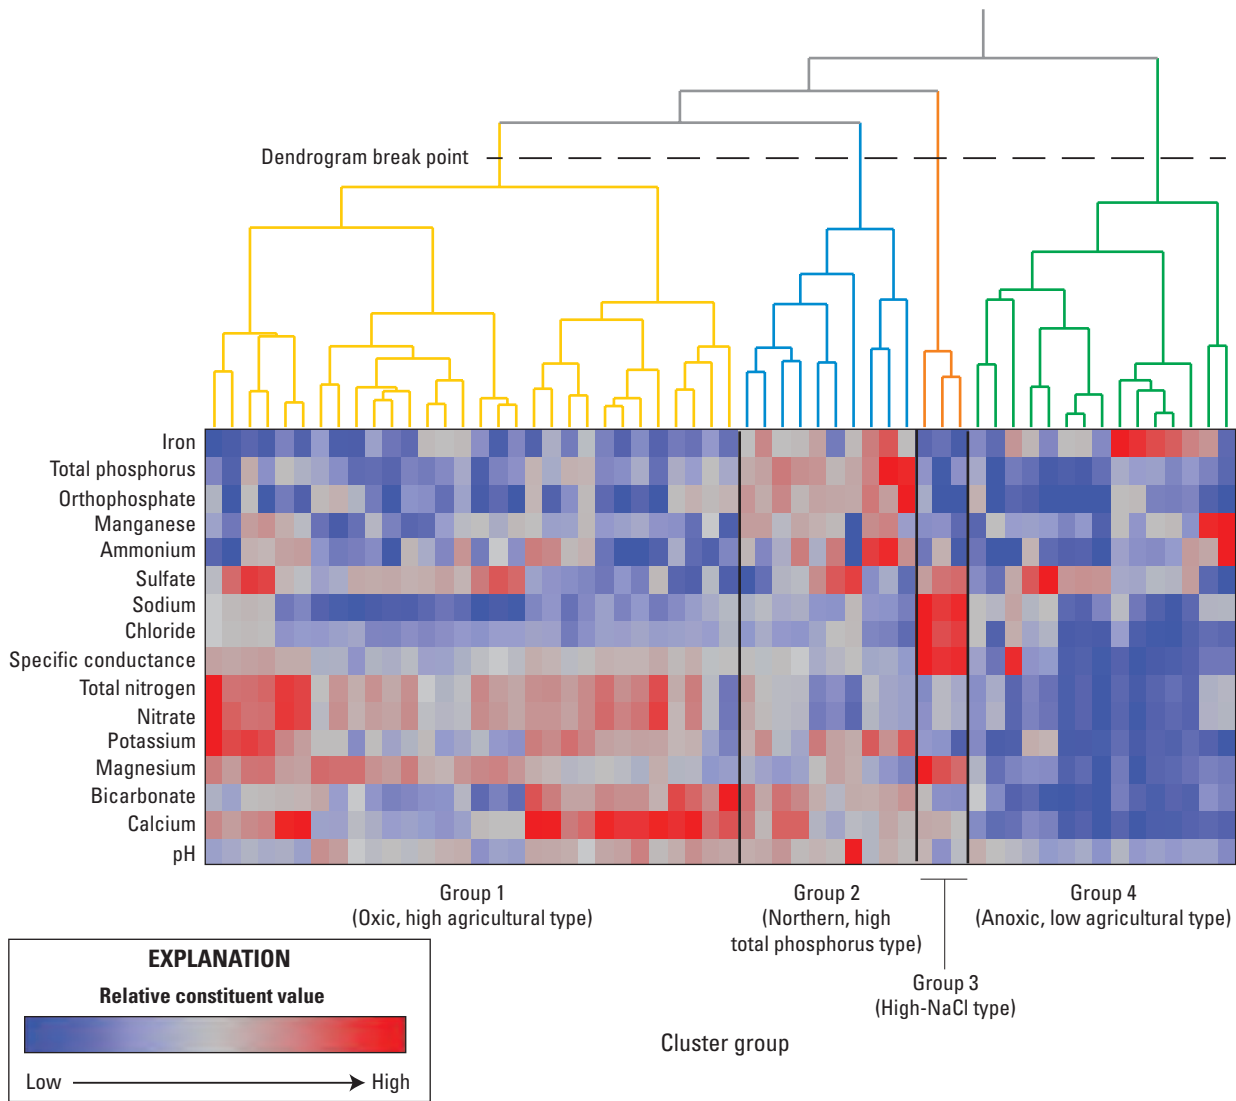 Dendrogram break point
Iron
Total phosphorus
Orthophosphate
Manganese
Ammonium
Sulfate
Sodium
Chloride
Specific conductance
Total nitrogen
Nitrate
Potassium
Magnesium
Bicarbonate
Calcium
pH
Group 1
(Oxic, high agricultural type)
Group 2
(Northern, high
total phosphorus type)
Group 3
(High-NaCl type)
Group 4
(Anoxic, low agricultural type)
Cluster group
EXPLANATION
Relative constituent value
Low
High